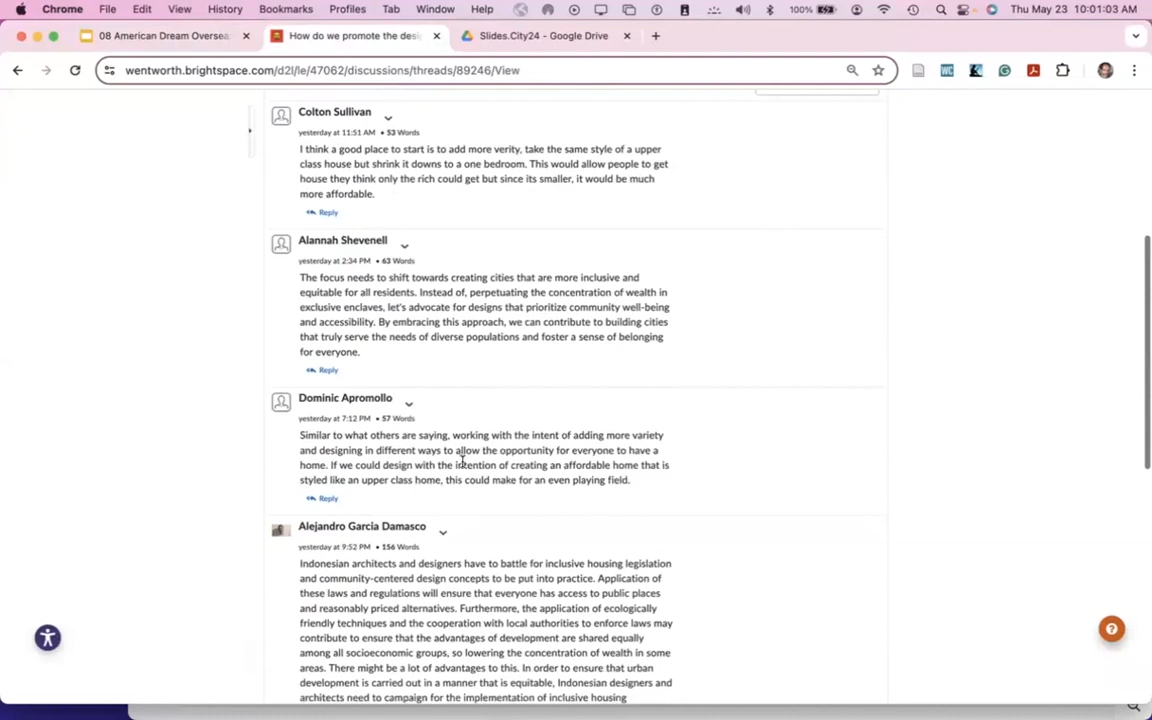 Chrome File Edit View History Bookmarks Profiles Tab Window Help 100% Thu May 23 10:01:03 AM
08 American Dream Oversea
How do we promote the desi
Slides.City24 - Google Drive
wentworth.brightspace.com/d2l/le/47062/discussions/threads/89246/View
Colton Sullivan
yesterday at 11:51 AM • 53 Words
I think a good place to start is to add more verity, take the same style of a upper
class house but shrink it downs to a one bedroom. This would allow people to get
house they think only the rich could get but since its smaller, it would be much
more affordable.
Reply
Alannah Shevenell
yesterday at 2:34 PM • 63 Words
The focus needs to shift towards creating cities that are more inclusive and
equitable for all residents. Instead of, perpetuating the concentration of wealth in
exclusive enclaves, let's advocate for designs that prioritize community well-being
and accessibility. By embracing this approach, we can contribute to building cities
that truly serve the needs of diverse populations and foster a sense of belonging
for everyone.
Reply
Dominic Apromollo
yesterday at 7:12 PM • 57 Words
Similar to what others are saying, working with the intent of adding more variety
and designing in different ways to allow the opportunity for everyone to have a
home. If we could design with the intention of creating an affordable home that is
styled like an upper class home, this could make for an even playing field.
Reply
Alejandro Garcia Damasco
yesterday at 9:52 PM • 156 Words
Indonesian architects and designers have to battle for inclusive housing legislation
and community-centered design concepts to be put into practice. Application of
these laws and regulations will ensure that everyone has access to public places
and reasonably priced alternatives. Furthermore, the application of ecologically
friendly techniques and the cooperation with local authorities to enforce laws may
contribute to ensure that the advantages of development are shared equally
among all socioeconomic groups, so lowering the concentration of wealth in some
areas. There might be a lot of advantages to this. In order to ensure that urban
development is carried out in a manner that is equitable, Indonesian designers and
architects need to campaign for the implementation of inclusive housing